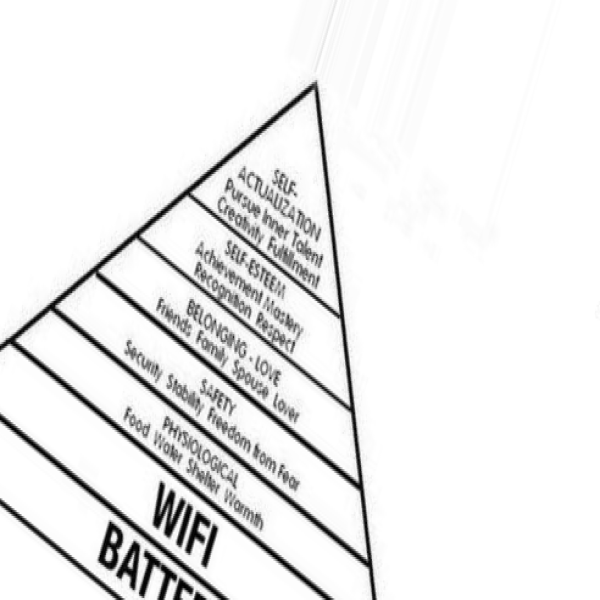 SELF-
ACTUALIZATION
Pursue Inner Talent
Creativity Fulfillment
SELF-ESTEEM
Achievement Mastery
Recognition Respect
BELONGING - LOVE
Friends Family Spouse Lover
SAFETY
Security Stability Freedom from Fear
PHYSIOLOGICAL
Food Water Shelter Warmth
WIFI